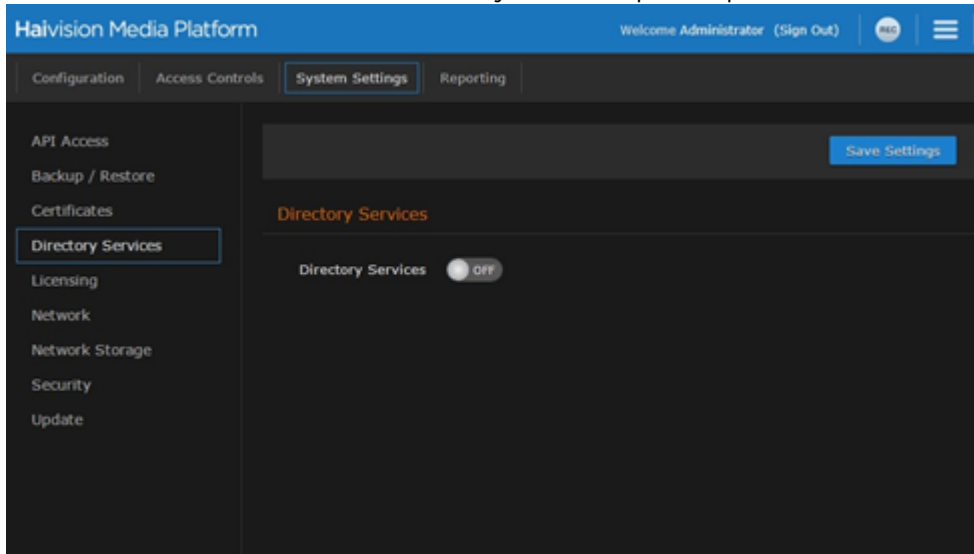 Haivision Media Platform
Welcome Administrator (Sign Out)
REC
Configuration Access Controls System Settings Reporting
API Access
Save Settings
Backup / Restore
Certificates
Directory Services
Directory Services
Directory Services OFF
Licensing
Network
Network Storage
Security
Update